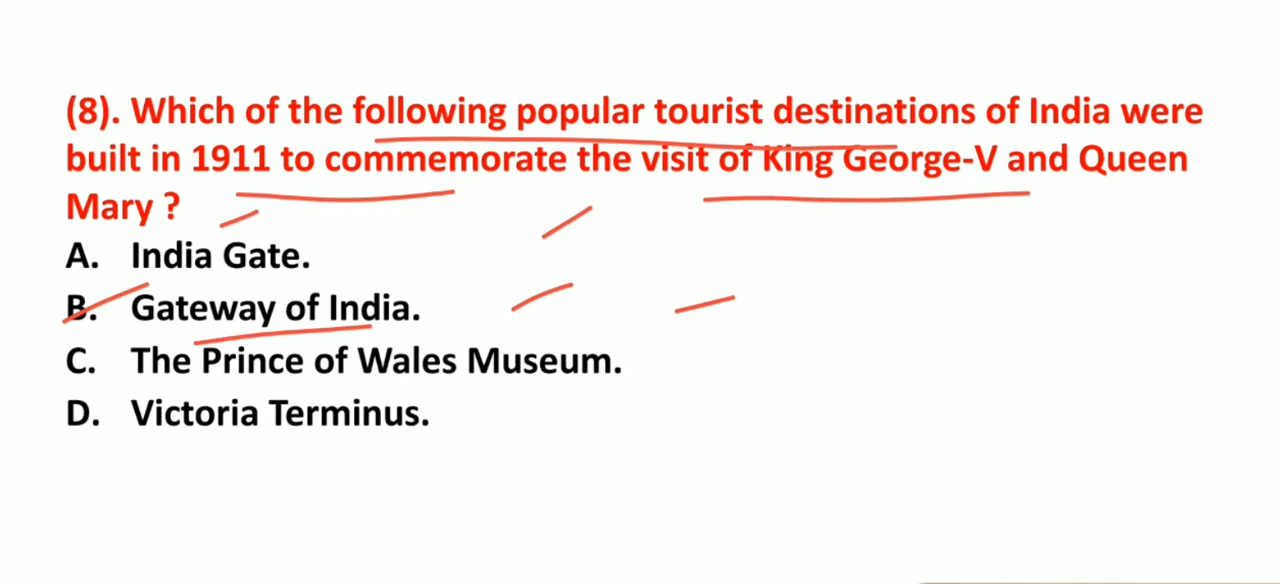 (8). Which of the following popular tourist destinations of India were
built in 1911 to commemorate the visit of King George-V and Queen
Mary ?
A. India Gate.
B. Gateway of India.
C. The Prince of Wales Museum.
D. Victoria Terminus.